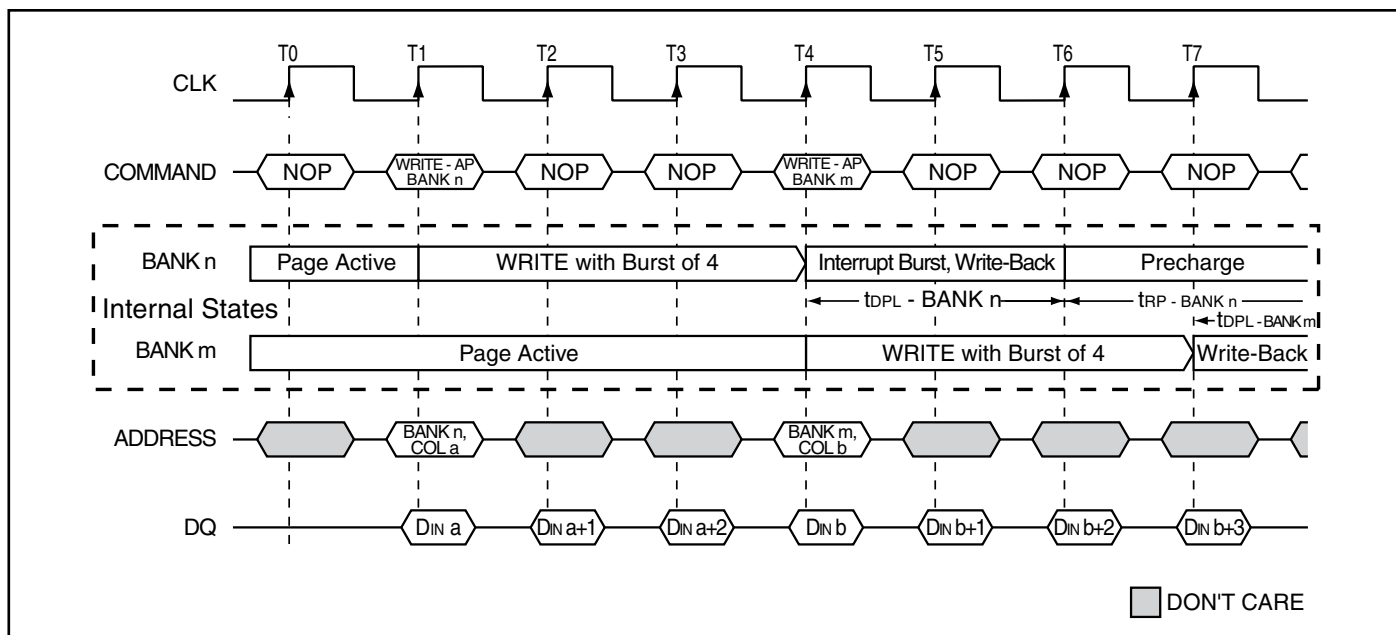 T0 T1 T2 T3 T4 T5 T6 T7
CLK
COMMAND NOP WRITE - AP BANK n NOP NOP WRITE - AP BANK m NOP NOP NOP
BANK n Page Active WRITE with Burst of 4 Interrupt Burst, Write-Back Precharge
Internal States tDPL - BANK n tRP - BANK n
tDPL - BANK m
BANK m Page Active WRITE with Burst of 4 Write-Back
ADDRESS BANK n, COL a BANK m, COL b
DQ DIN a DIN a+1 DIN a+2 DIN b DIN b+1 DIN b+2 DIN b+3
DON'T CARE